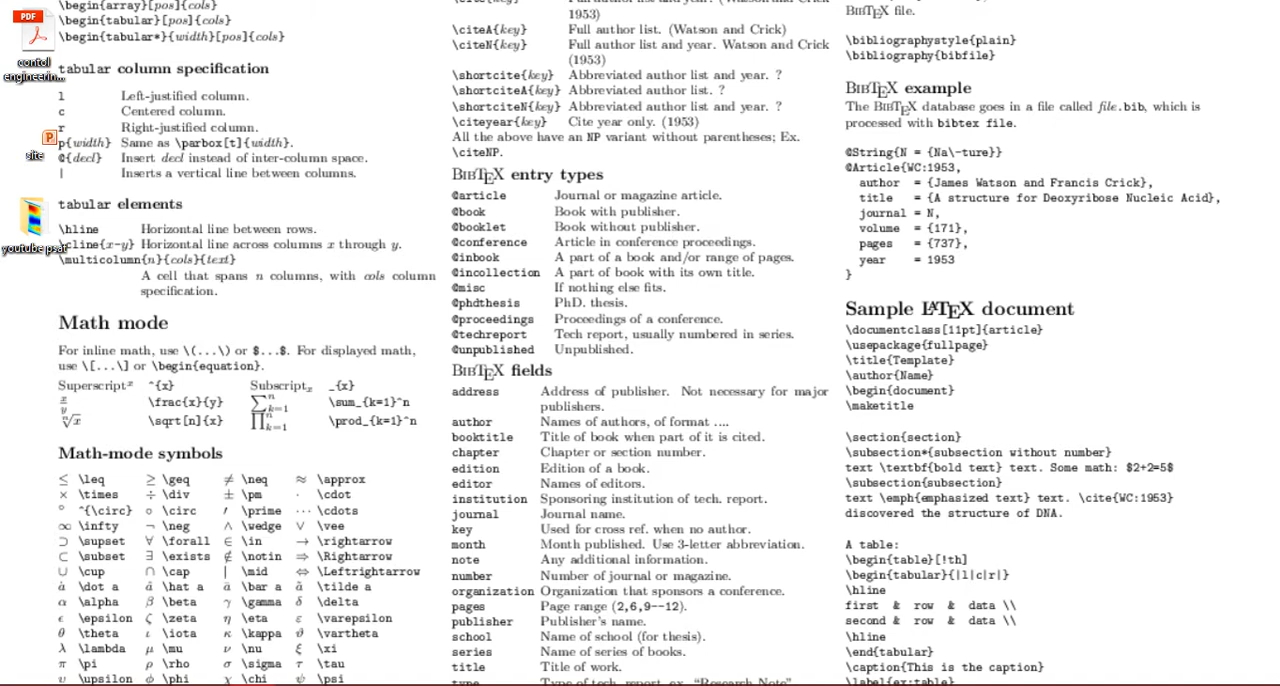 \begin{array}[pos]{cols}
\begin{tabular}[pos]{cols}
\begin{tabular*}{width}[pos]{cols}
tabular column specification
l Left-justified column.
c Centered column.
r Right-justified column.
p{width} Same as \parbox[t]{width}.
@{decl} Insert decl instead of inter-column space.
| Inserts a vertical line between columns.
tabular elements
\hline Horizontal line between rows.
\cline{x-y} Horizontal line across columns x through y.
\multicolumn{n}{cols}{text}
A cell that spans n columns, with cols column
specification.
Math mode
For inline math, use \(...\) or $...$. For displayed math,
use \[...\] or \begin{equation}.
Superscript^x ^{x} Subscript_x _{x}
x/y \frac{x}{y} ∑_{k=1}^n \sum_{k=1}^n
ⁿ√x \sqrt[n]{x} ∏_{k=1}^n \prod_{k=1}^n
Math-mode symbols
≤ \leq ≥ \geq ≠ \neq ≈ \approx
× \times ÷ \div ± \pm · \cdot
° ^{\circ} ∘ \circ ′ \prime ⋯ \cdots
∞ \infty ¬ \neg ∧ \wedge ∨ \vee
⊃ \supset ∀ \forall ∈ \in → \rightarrow
⊂ \subset ∃ \exists ∉ \notin ⇒ \Rightarrow
∪ \cup ∩ \cap | \mid ⇔ \Leftrightarrow
ȧ \dot a â \hat a ā \bar a ã \tilde a
α \alpha β \beta γ \gamma δ \delta
ϵ \epsilon ζ \zeta η \eta ε \varepsilon
θ \theta ι \iota κ \kappa ϑ \vartheta
λ \lambda μ \mu ν \nu ξ \xi
π \pi ρ \rho σ \sigma τ \tau
υ \upsilon ϕ \phi χ \chi ψ \psi
1953)
\citeA{key} Full author list. (Watson and Crick)
\citeN{key} Full author list and year. Watson and Crick
(1953)
\shortcite{key} Abbreviated author list and year. ?
\shortciteA{key} Abbreviated author list. ?
\shortciteN{key} Abbreviated author list and year. ?
\citeyear{key} Cite year only. (1953)
All the above have an NP variant without parentheses; Ex.
\citeNP.
BIBTEX entry types
@article Journal or magazine article.
@book Book with publisher.
@booklet Book without publisher.
@conference Article in conference proceedings.
@inbook A part of a book and/or range of pages.
@incollection A part of book with its own title.
@misc If nothing else fits.
@phdthesis PhD. thesis.
@proceedings Proceedings of a conference.
@techreport Tech report, usually numbered in series.
@unpublished Unpublished.
BIBTEX fields
address Address of publisher. Not necessary for major
publishers.
author Names of authors, of format ....
booktitle Title of book when part of it is cited.
chapter Chapter or section number.
edition Edition of a book.
editor Names of editors.
institution Sponsoring institution of tech. report.
journal Journal name.
key Used for cross ref. when no author.
month Month published. Use 3-letter abbreviation.
note Any additional information.
number Number of journal or magazine.
organization Organization that sponsors a conference.
pages Page range (2,6,9--12).
publisher Publisher's name.
school Name of school (for thesis).
series Name of series of books.
title Title of work.
type Type of tech. report, ex. “Research Note”
BIBTEX file.
\bibliographystyle{plain}
\bibliography{bibfile}
BIBTEX example
The BIBTEX database goes in a file called file.bib, which is
processed with bibtex file.
@String{N = {Na\-ture}}
@Article{WC:1953,
author = {James Watson and Francis Crick},
title = {A structure for Deoxyribose Nucleic Acid},
journal = N,
volume = {171},
pages = {737},
year = 1953
}
Sample LATEX document
\documentclass[11pt]{article}
\usepackage{fullpage}
\title{Template}
\author{Name}
\begin{document}
\maketitle
\section{section}
\subsection*{subsection without number}
text \textbf{bold text} text. Some math: $2+2=5$
\subsection{subsection}
text \emph{emphasized text} text. \cite{WC:1953}
discovered the structure of DNA.
A table:
\begin{table}[!th]
\begin{tabular}{|l|c|r|}
\hline
first & row & data \\
second & row & data \\
\hline
\end{tabular}
\caption{This is the caption}
\label{ex:table}
PDF
contol
engineerin...
P
site
youtube psat